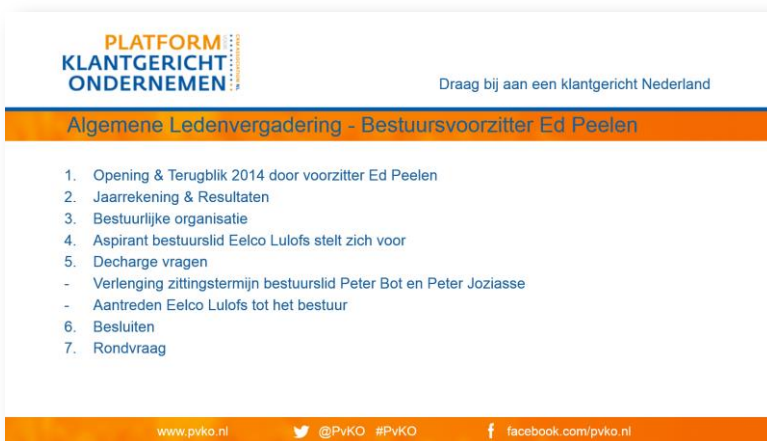 PLATFORM
KLANTGERICHT
ONDERNEMEN
Draag bij aan een klantgericht Nederland
Algemene Ledenvergadering - Bestuursvoorzitter Ed Peelen
1. Opening & Terugblik 2014 door voorzitter Ed Peelen
2. Jaarrekening & Resultaten
3. Bestuurlijke organisatie
4. Aspirant bestuurslid Eelco Lulofs stelt zich voor
5. Decharge vragen
- Verlenging zittingstermijn bestuurslid Peter Bot en Peter Joziasse
- Aantreden Eelco Lulofs tot het bestuur
6. Besluiten
7. Rondvraag
www.pvko.nl @PvKO #PvKO facebook.com/pvko.nl